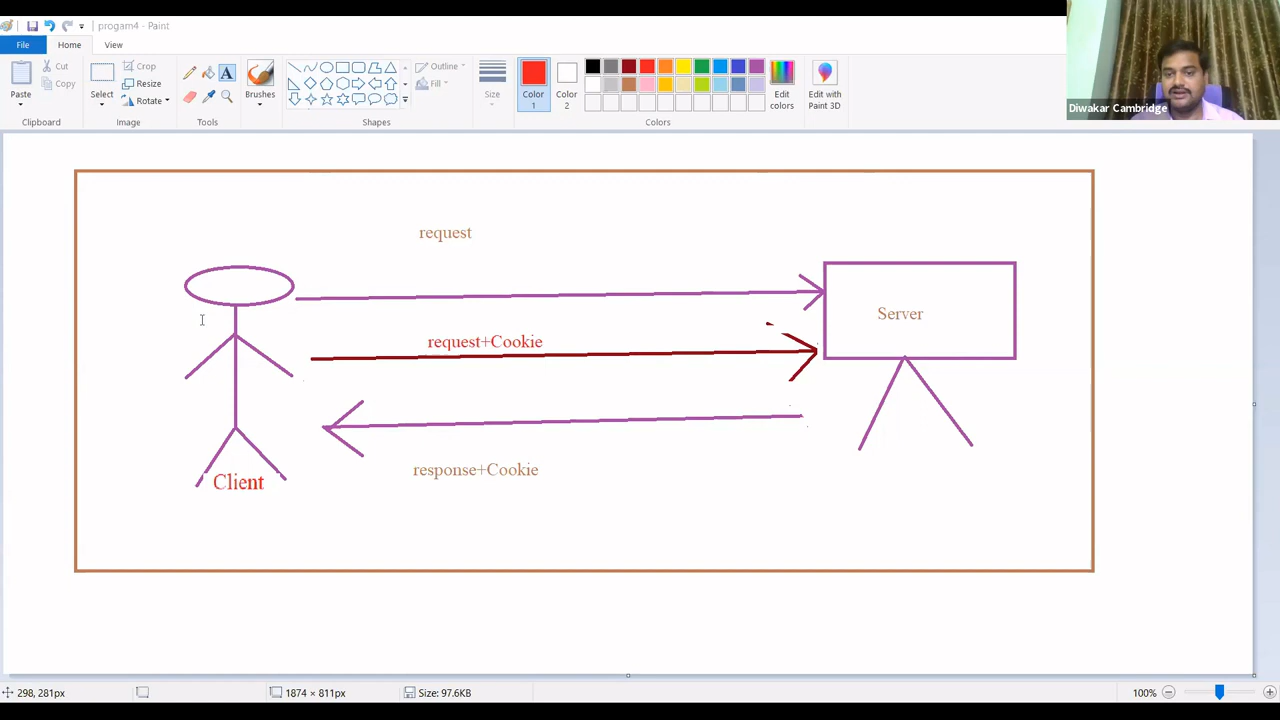 progam4 - Paint
File Home View
Paste
Cut
Copy
Clipboard
Select
Crop
Resize
Rotate
Image
A
Tools
Brushes
Shapes
Outline
Fill
Size
Color 1
Color 2
Colors
Edit colors
Edit with Paint 3D
Diwakar Cambridge
request
Server
request+Cookie
response+Cookie
Client
298, 281px
1874 × 811px
Size: 97.6KB
100%